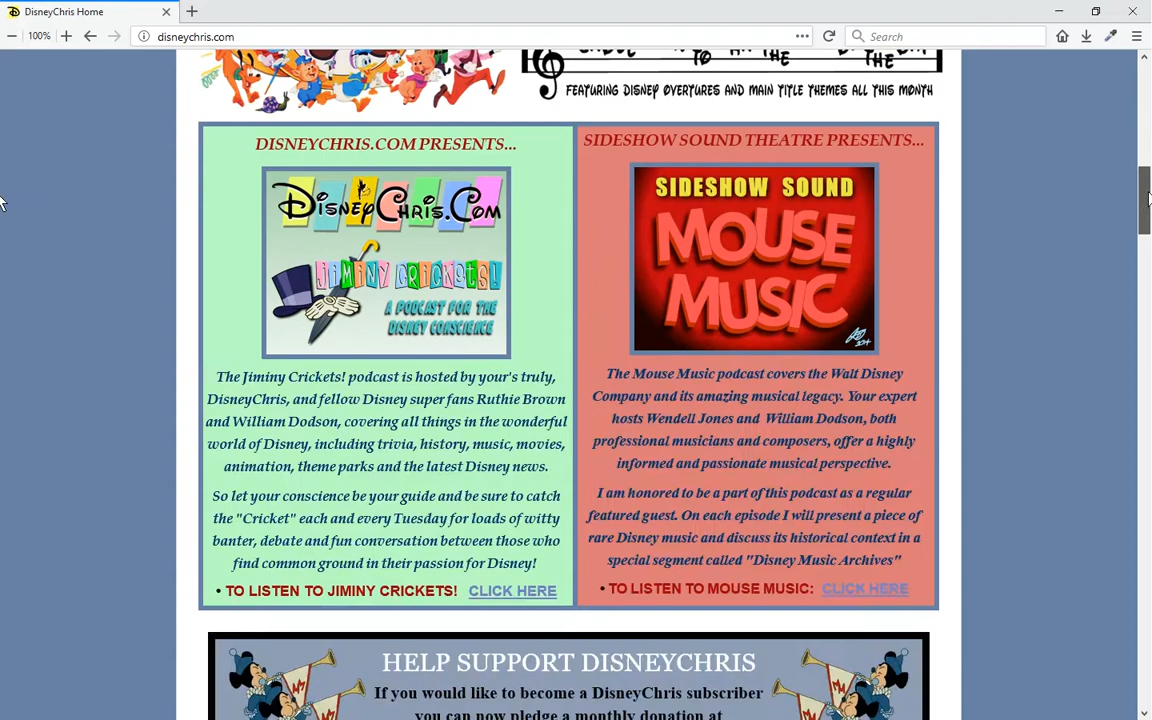 DisneyChris Home
100%
disneychris.com
Search
TO
THE
THE
FEATURING DISNEY OVERTURES AND MAIN TITLE THEMES ALL THIS MONTH
DISNEYCHRIS.COM PRESENTS...
DISNEYCHRIS.COM
JIMINY CRICKETS!
A PODCAST FOR THE
DISNEY CONSCIENCE
The Jiminy Crickets! podcast is hosted by your's truly,
DisneyChris, and fellow Disney super fans Ruthie Brown
and William Dodson, covering all things in the wonderful
world of Disney, including trivia, history, music, movies,
animation, theme parks and the latest Disney news.
So let your conscience be your guide and be sure to catch
the "Cricket" each and every Tuesday for loads of witty
banter, debate and fun conversation between those who
find common ground in their passion for Disney!
• TO LISTEN TO JIMINY CRICKETS! CLICK HERE
SIDESHOW SOUND THEATRE PRESENTS...
SIDESHOW SOUND
MOUSE
MUSIC
The Mouse Music podcast covers the Walt Disney
Company and its amazing musical legacy. Your expert
hosts Wendell Jones and William Dodson, both
professional musicians and composers, offer a highly
informed and passionate musical perspective.
I am honored to be a part of this podcast as a regular
featured guest. On each episode I will present a piece of
rare Disney music and discuss its historical context in a
special segment called "Disney Music Archives"
• TO LISTEN TO MOUSE MUSIC: CLICK HERE
HELP SUPPORT DISNEYCHRIS
If you would like to become a DisneyChris subscriber
you can now pledge a monthly donation at